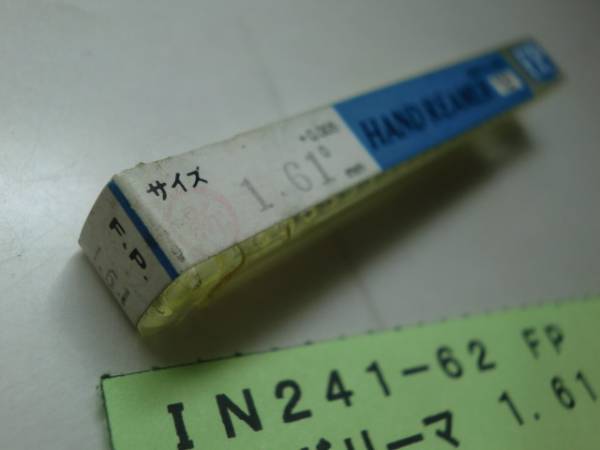 サイズ
+0.005
0
1.61 mm
HAND REAMER
F.P.
1.61
IN241-62 FP
リーマ 1.61